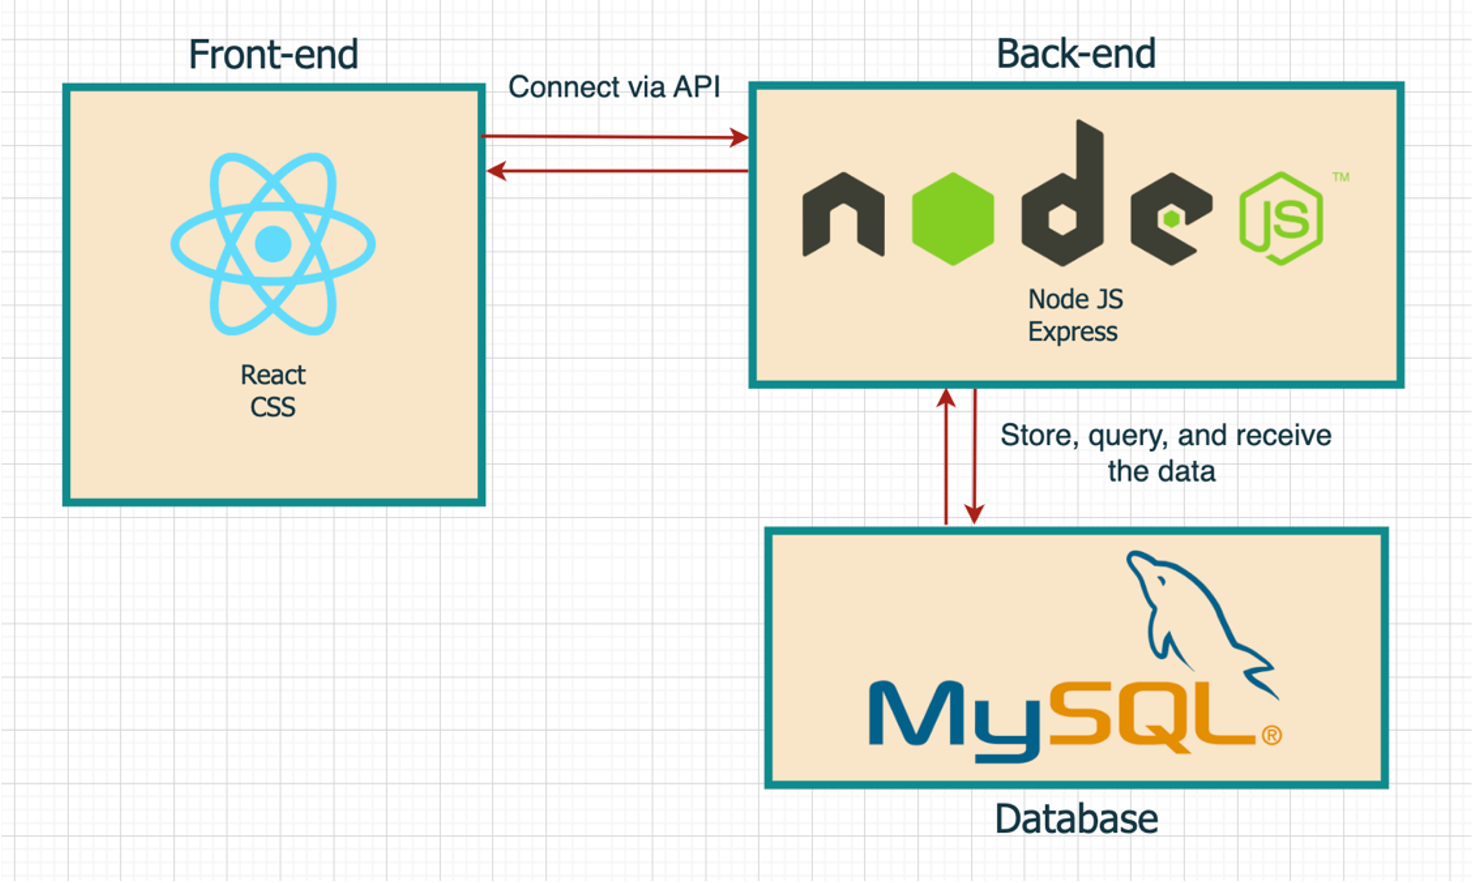 Front-end
Connect via API
Back-end
node JS ™
React
CSS
Node JS
Express
Store, query, and receive
the data
MySQL®
Database